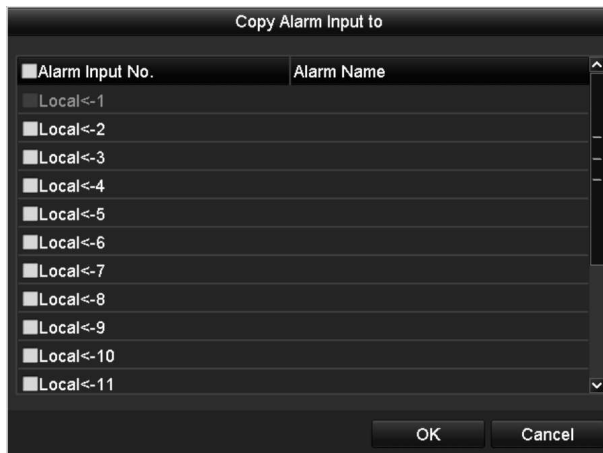 Copy Alarm Input to
Alarm Input No. Alarm Name
Local<-1
Local<-2
Local<-3
Local<-4
Local<-5
Local<-6
Local<-7
Local<-8
Local<-9
Local<-10
Local<-11
OK Cancel